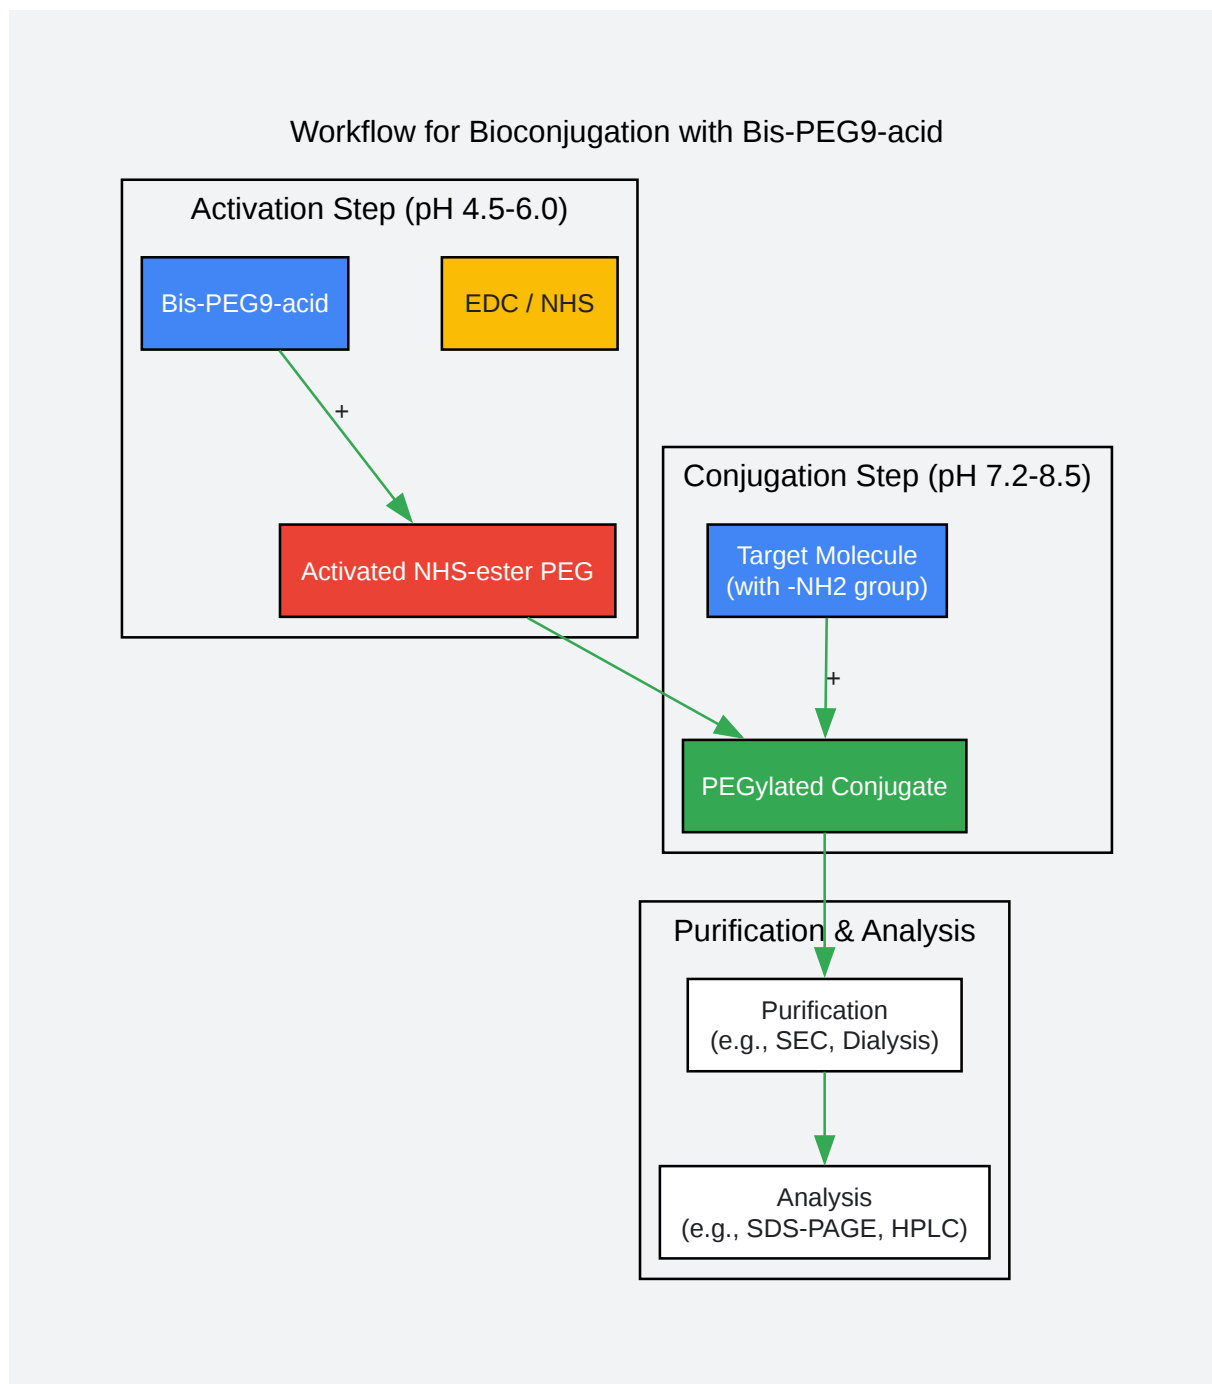 Workflow for Bioconjugation with Bis-PEG9-acid
Activation Step (pH 4.5-6.0)
Bis-PEG9-acid
EDC / NHS
+
Activated NHS-ester PEG
Conjugation Step (pH 7.2-8.5)
Target Molecule
(with -NH2 group)
+
PEGylated Conjugate
Purification & Analysis
Purification
(e.g., SEC, Dialysis)
Analysis
(e.g., SDS-PAGE, HPLC)